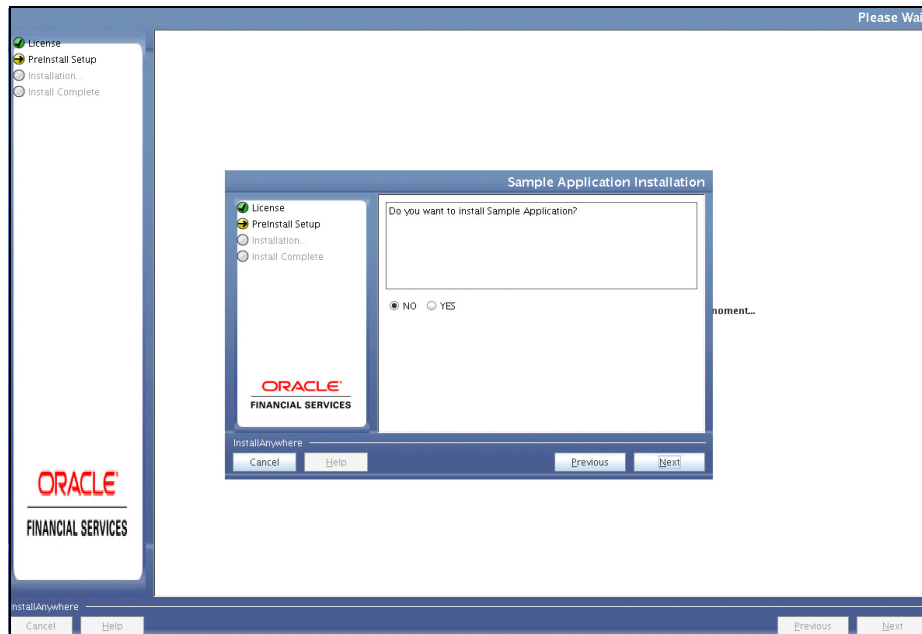 Please Wai
License
PreInstall Setup
Installation..
Install Complete
Sample Application Installation
License
PreInstall Setup
Installation..
Install Complete
Do you want to install Sample Application?
NO YES
noment...
ORACLE
FINANCIAL SERVICES
InstallAnywhere
Cancel Help Previous Next
ORACLE
FINANCIAL SERVICES
nstallAnywhere
Cancel Help Previous Next